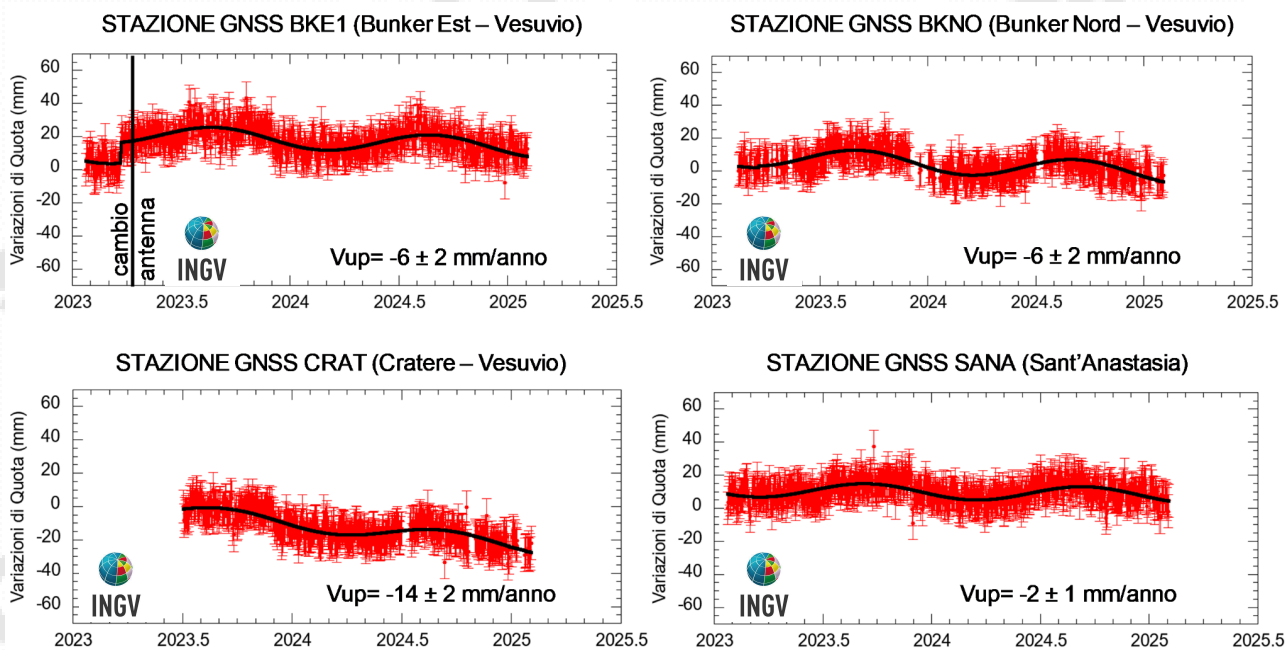 STAZIONE GNSS BKE1 (Bunker Est – Vesuvio)
Variazioni di Quota (mm)
60
40
20
0
-20
-40
-60
cambio
antenna
INGV
Vup= -6 ± 2 mm/anno
2023 2023.5 2024 2024.5 2025 2025.5
STAZIONE GNSS BKNO (Bunker Nord – Vesuvio)
Variazioni di Quota (mm)
60
40
20
0
-20
-40
-60
INGV
Vup= -6 ± 2 mm/anno
2023 2023.5 2024 2024.5 2025 2025.5
STAZIONE GNSS CRAT (Cratere – Vesuvio)
Variazioni di Quota (mm)
60
40
20
0
-20
-40
-60
INGV
Vup= -14 ± 2 mm/anno
2023 2023.5 2024 2024.5 2025 2025.5
STAZIONE GNSS SANA (Sant'Anastasia)
Variazioni di Quota (mm)
60
40
20
0
-20
-40
-60
INGV
Vup= -2 ± 1 mm/anno
2023 2023.5 2024 2024.5 2025 2025.5